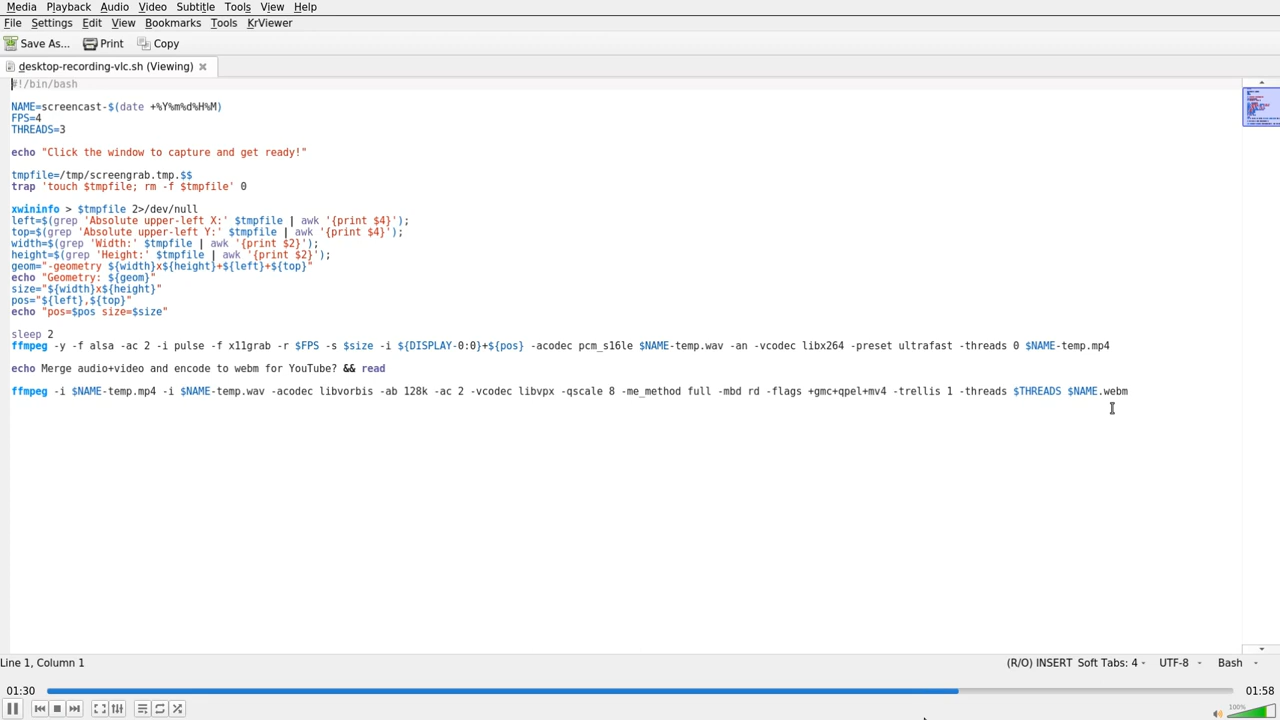 Media Playback Audio Video Subtitle Tools View Help
File Settings Edit View Bookmarks Tools KrViewer
Save As... Print Copy
desktop-recording-vlc.sh (Viewing)
#!/bin/bash
NAME=screencast-$(date +%Y%m%d%H%M)
FPS=4
THREADS=3
echo "Click the window to capture and get ready!"
tmpfile=/tmp/screengrab.tmp.$$
trap 'touch $tmpfile; rm -f $tmpfile' 0
xwininfo > $tmpfile 2>/dev/null
left=$(grep 'Absolute upper-left X:' $tmpfile | awk '{print $4}');
top=$(grep 'Absolute upper-left Y:' $tmpfile | awk '{print $4}');
width=$(grep 'Width:' $tmpfile | awk '{print $2}');
height=$(grep 'Height:' $tmpfile | awk '{print $2}');
geom="-geometry ${width}x${height}+${left}+${top}"
echo "Geometry: ${geom}"
size="${width}x${height}"
pos="${left},${top}"
echo "pos=$pos size=$size"
sleep 2
ffmpeg -y -f alsa -ac 2 -i pulse -f x11grab -r $FPS -s $size -i ${DISPLAY-0:0}+${pos} -acodec pcm_s16le $NAME-temp.wav -an -vcodec libx264 -preset ultrafast -threads 0 $NAME-temp.mp4
echo Merge audio+video and encode to webm for YouTube? && read
ffmpeg -i $NAME-temp.mp4 -i $NAME-temp.wav -acodec libvorbis -ab 128k -ac 2 -vcodec libvpx -qscale 8 -me_method full -mbd rd -flags +gmc+qpel+mv4 -trellis 1 -threads $THREADS $NAME.webm
Line 1, Column 1 (R/O) INSERT Soft Tabs: 4 UTF-8 Bash
01:30 01:58
100%